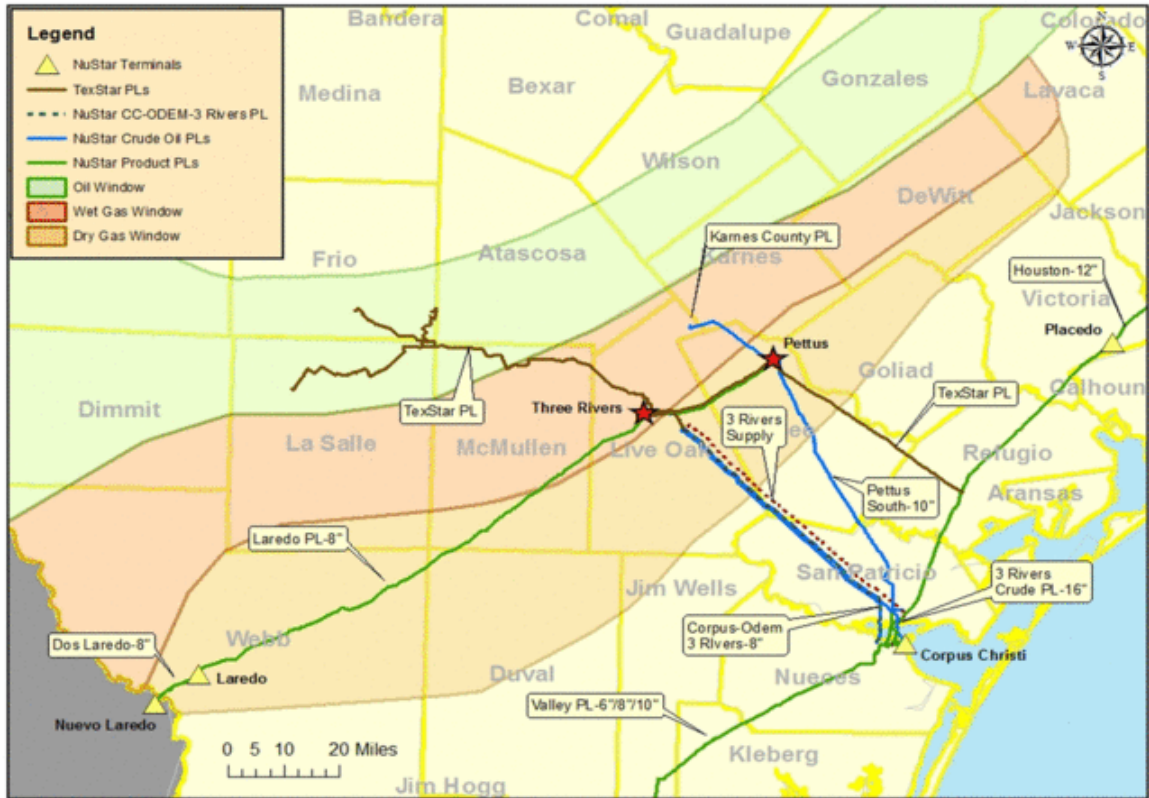 Bandera
Comal
Guadalupe
Colorado
N
W E
S
Legend
NuStar Terminals
TexStar PLs
NuStar CC-ODEM-3 Rivers PL
NuStar Crude Oil PLs
NuStar Product PLs
Oil Window
Wet Gas Window
Dry Gas Window
Medina
Bexar
Gonzales
Lavaca
Wilson
DeWitt
Jackson
Karnes County PL
Karnes
Frio
Atascosa
Houston-12"
Victoria
Placedo
Pettus
Goliad
Calhoun
TexStar PL
Dimmit
TexStar PL
Three Rivers
3 Rivers
Supply
La Salle
McMullen
Live Oak
Refugio
Aransas
Pettus
South-10"
Laredo PL-8"
San Patricio
3 Rivers
Crude PL-16"
Jim Wells
Corpus-Odem
3 RIvers-8"
Dos Laredo-8"
Webb
Corpus Christi
Laredo
Duval
Nueces
Valley PL-6"/8"/10"
Nuevo Laredo
0 5 10 20 Miles
Kleberg
Jim Hogg